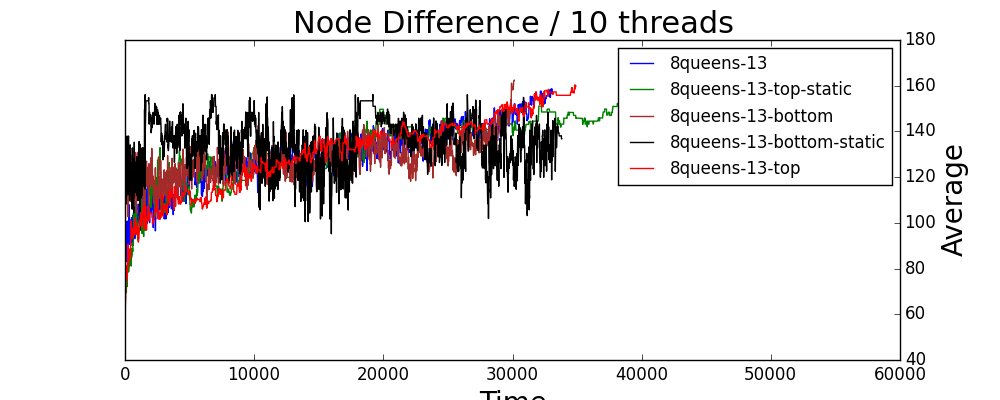 Node Difference / 10 threads
180
160
140
120
100
80
60
40
Average
8queens-13
8queens-13-top-static
8queens-13-bottom
8queens-13-bottom-static
8queens-13-top
0 10000 20000 30000 40000 50000 60000
Time